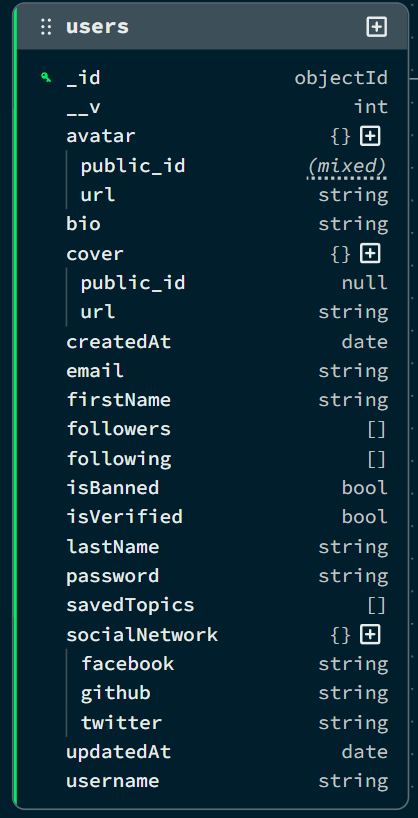 users
_id objectId
__v int
avatar {}
public_id (mixed)
url string
bio string
cover {}
public_id null
url string
createdAt date
email string
firstName string
followers []
following []
isBanned bool
isVerified bool
lastName string
password string
savedTopics []
socialNetwork {}
facebook string
github string
twitter string
updatedAt date
username string